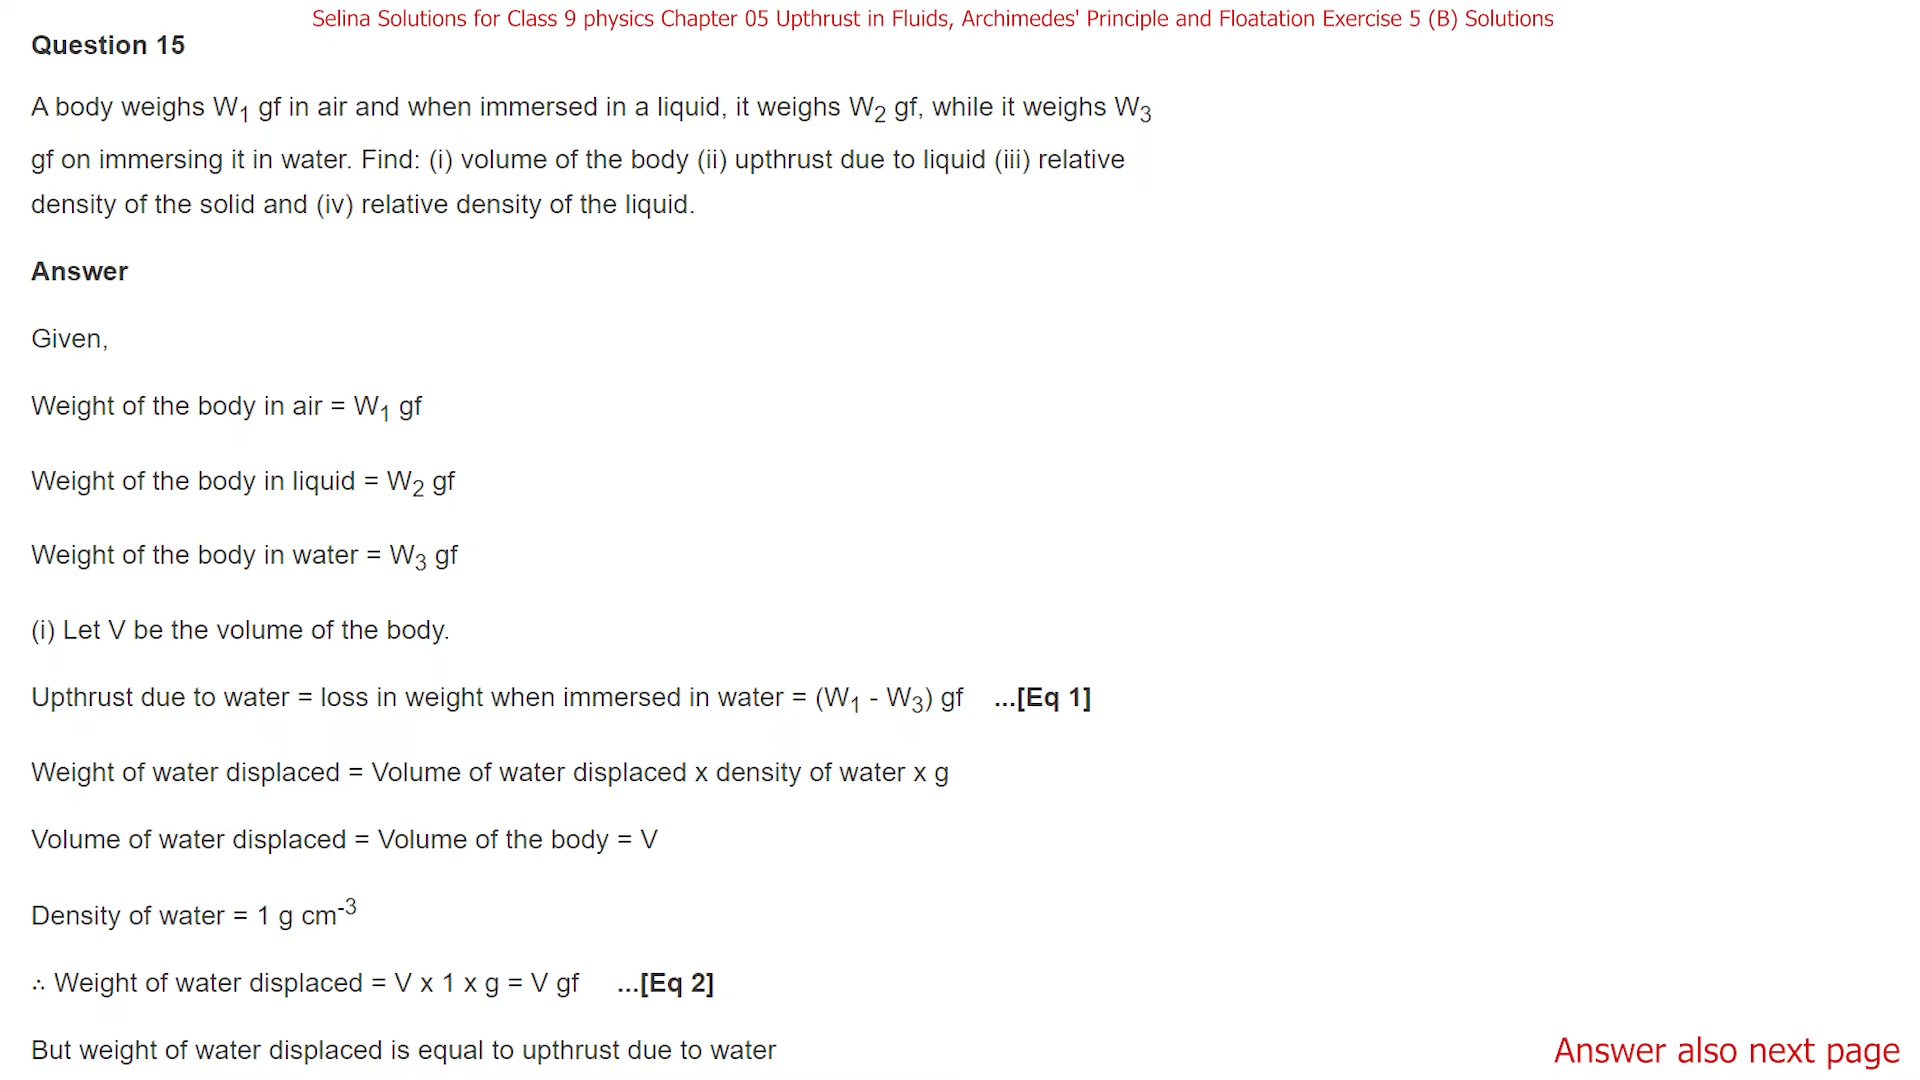 Selina Solutions for Class 9 physics Chapter 05 Upthrust in Fluids, Archimedes' Principle and Floatation Exercise 5 (B) Solutions
Question 15
A body weighs W₁ gf in air and when immersed in a liquid, it weighs W₂ gf, while it weighs W₃
gf on immersing it in water. Find: (i) volume of the body (ii) upthrust due to liquid (iii) relative
density of the solid and (iv) relative density of the liquid.
Answer
Given,
Weight of the body in air = W₁ gf
Weight of the body in liquid = W₂ gf
Weight of the body in water = W₃ gf
(i) Let V be the volume of the body.
Upthrust due to water = loss in weight when immersed in water = (W₁ - W₃) gf ...[Eq 1]
Weight of water displaced = Volume of water displaced x density of water x g
Volume of water displaced = Volume of the body = V
Density of water = 1 g cm⁻³
∴ Weight of water displaced = V x 1 x g = V gf ...[Eq 2]
But weight of water displaced is equal to upthrust due to water
Answer also next page